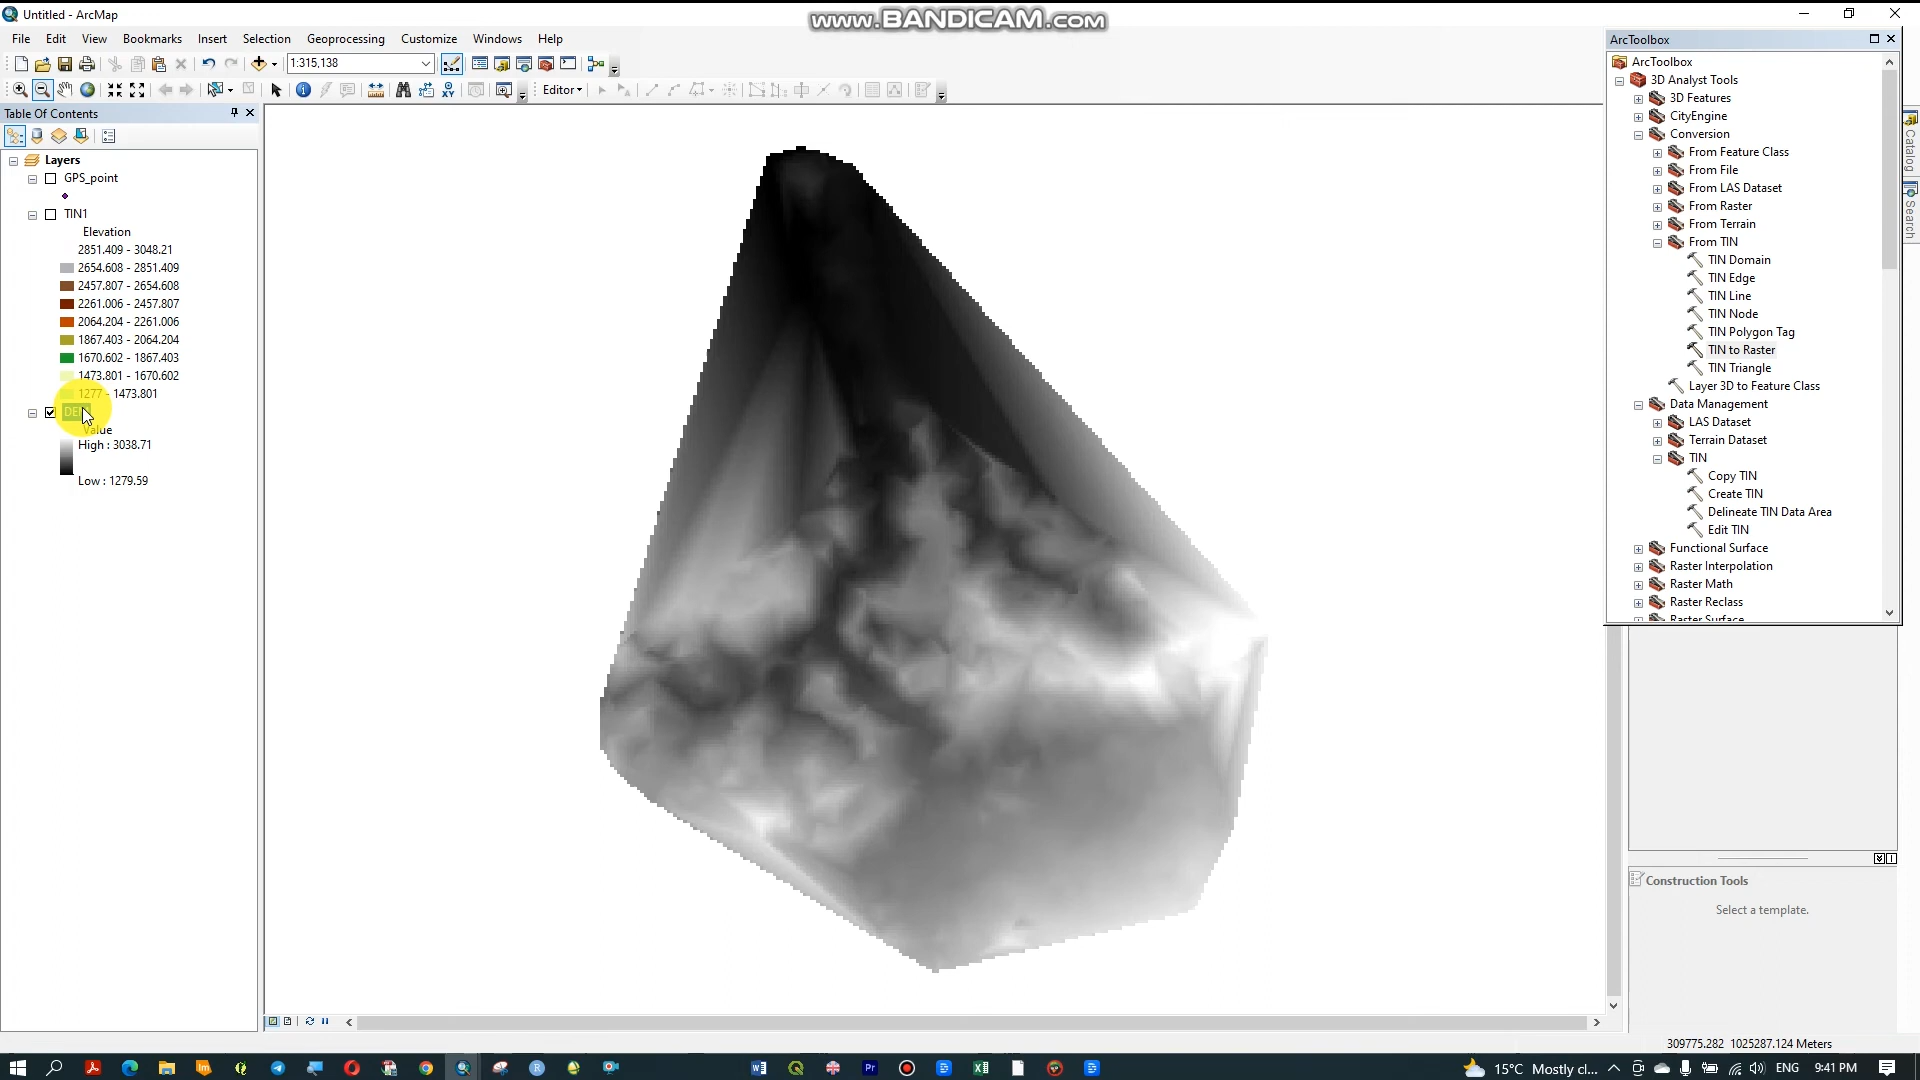 Untitled - ArcMap
www.BANDICAM.com
File Edit View Bookmarks Insert Selection Geoprocessing Customize Windows Help
1:315,138
Editor
Table Of Contents
Layers
GPS_point
TIN1
Elevation
2851.409 - 3048.21
2654.608 - 2851.409
2457.807 - 2654.608
2261.006 - 2457.807
2064.204 - 2261.006
1867.403 - 2064.204
1670.602 - 1867.403
1473.801 - 1670.602
1277 - 1473.801
Value
High : 3038.71
Low : 1279.59
ArcToolbox
ArcToolbox
3D Analyst Tools
3D Features
CityEngine
Conversion
From Feature Class
From File
From LAS Dataset
From Raster
From Terrain
From TIN
TIN Domain
TIN Edge
TIN Line
TIN Node
TIN Polygon Tag
TIN to Raster
TIN Triangle
Layer 3D to Feature Class
Data Management
LAS Dataset
Terrain Dataset
TIN
Copy TIN
Create TIN
Delineate TIN Data Area
Edit TIN
Functional Surface
Raster Interpolation
Raster Math
Raster Reclass
Raster Surface
Catalog
Search
Construction Tools
Select a template.
309775.282 1025287.124 Meters
15°C Mostly cl...
ENG
9:41 PM